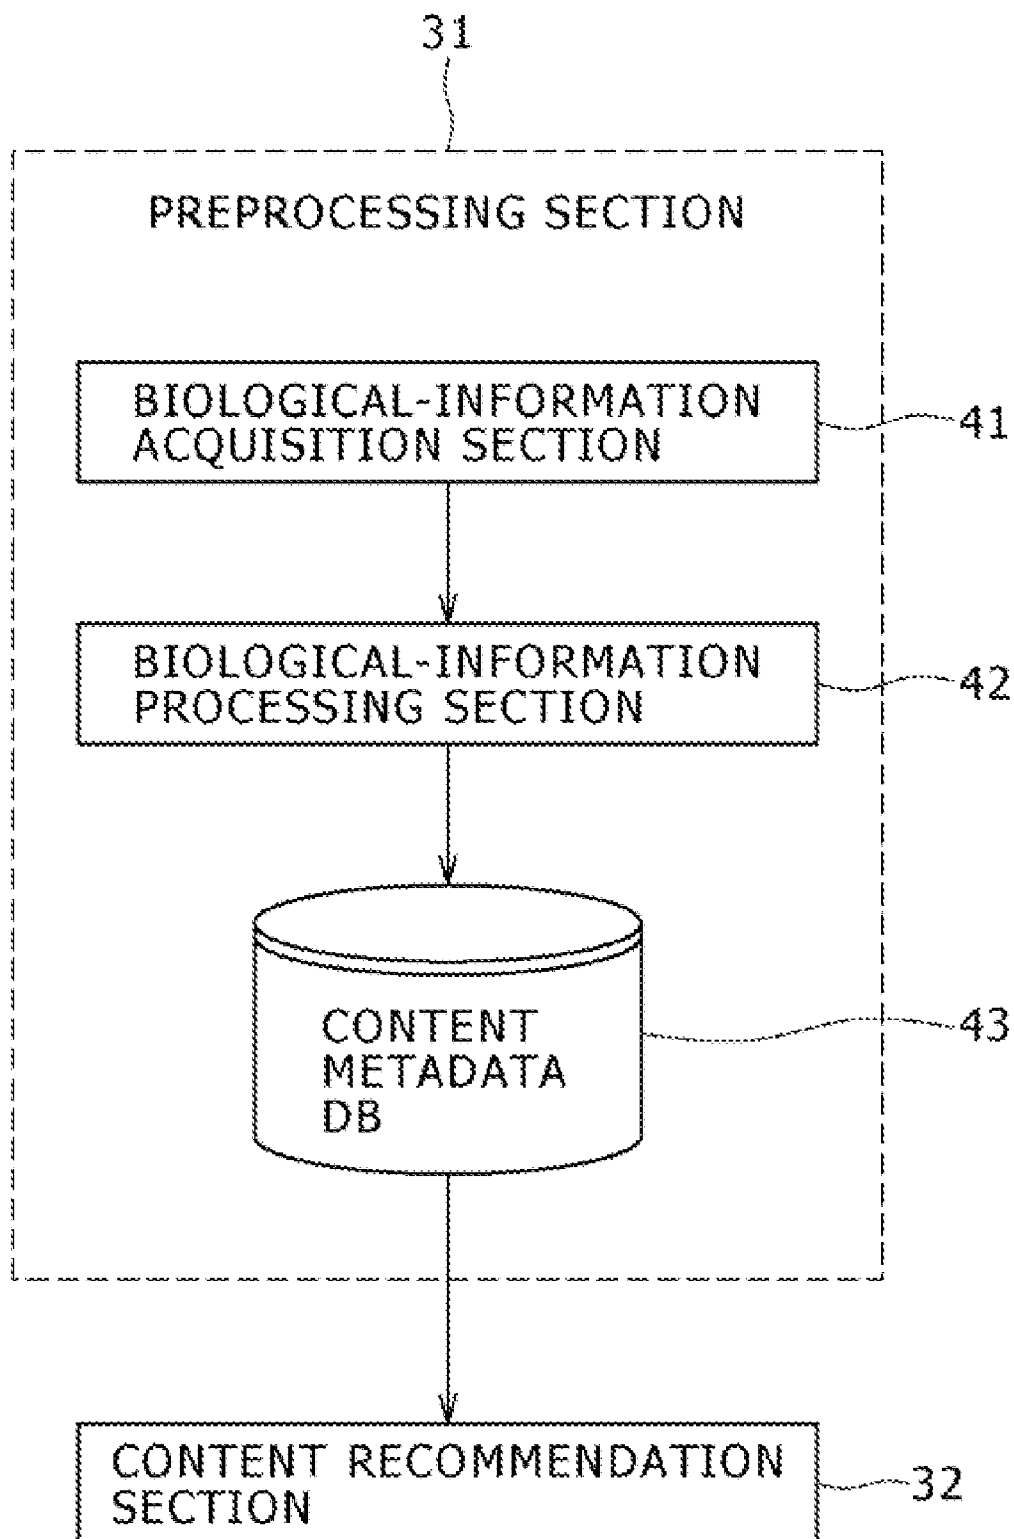 31
PREPROCESSING SECTION
BIOLOGICAL-INFORMATION
ACQUISITION SECTION
41
BIOLOGICAL-INFORMATION
PROCESSING SECTION
42
CONTENT
METADATA
DB
43
CONTENT RECOMMENDATION
SECTION
32